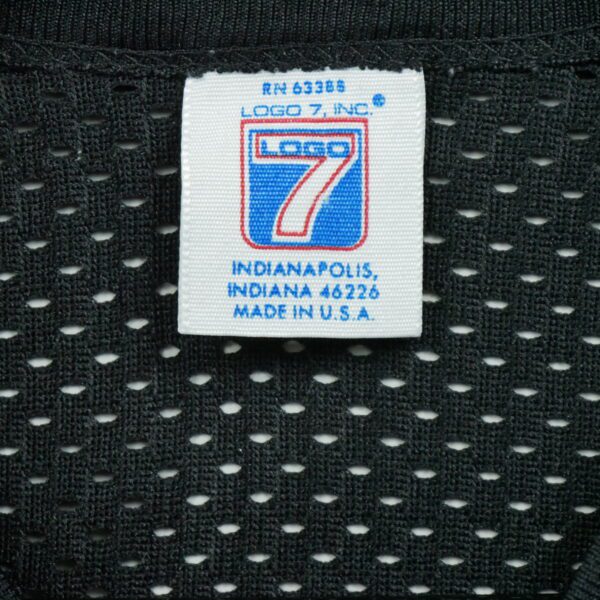 RN 63388
LOGO 7, INC.®
LOGO
7
INDIANAPOLIS,
INDIANA 46226
MADE IN U.S.A.